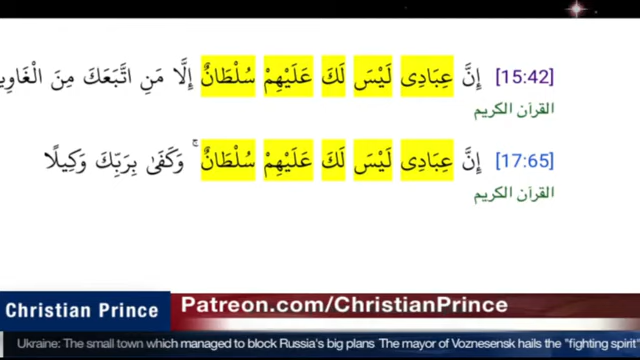 [15:42] إِنَّ عِبَادِى لَيْسَ لَكَ عَلَيْهِمْ سُلْطَانٌ إِلَّا مَنِ اتَّبَعَكَ مِنَ
القرآن الكريم
[17:65] إِنَّ عِبَادِى لَيْسَ لَكَ عَلَيْهِمْ سُلْطَانٌ ۚ وَكَفَىٰ بِرَبِّكَ وَكِيلًا
القرآن الكريم
Christian Prince
Patreon.com/ChristianPrince
Ukraine: The small town which managed to block Russia's big plans The mayor of Voznesensk hails the "fighting spirit